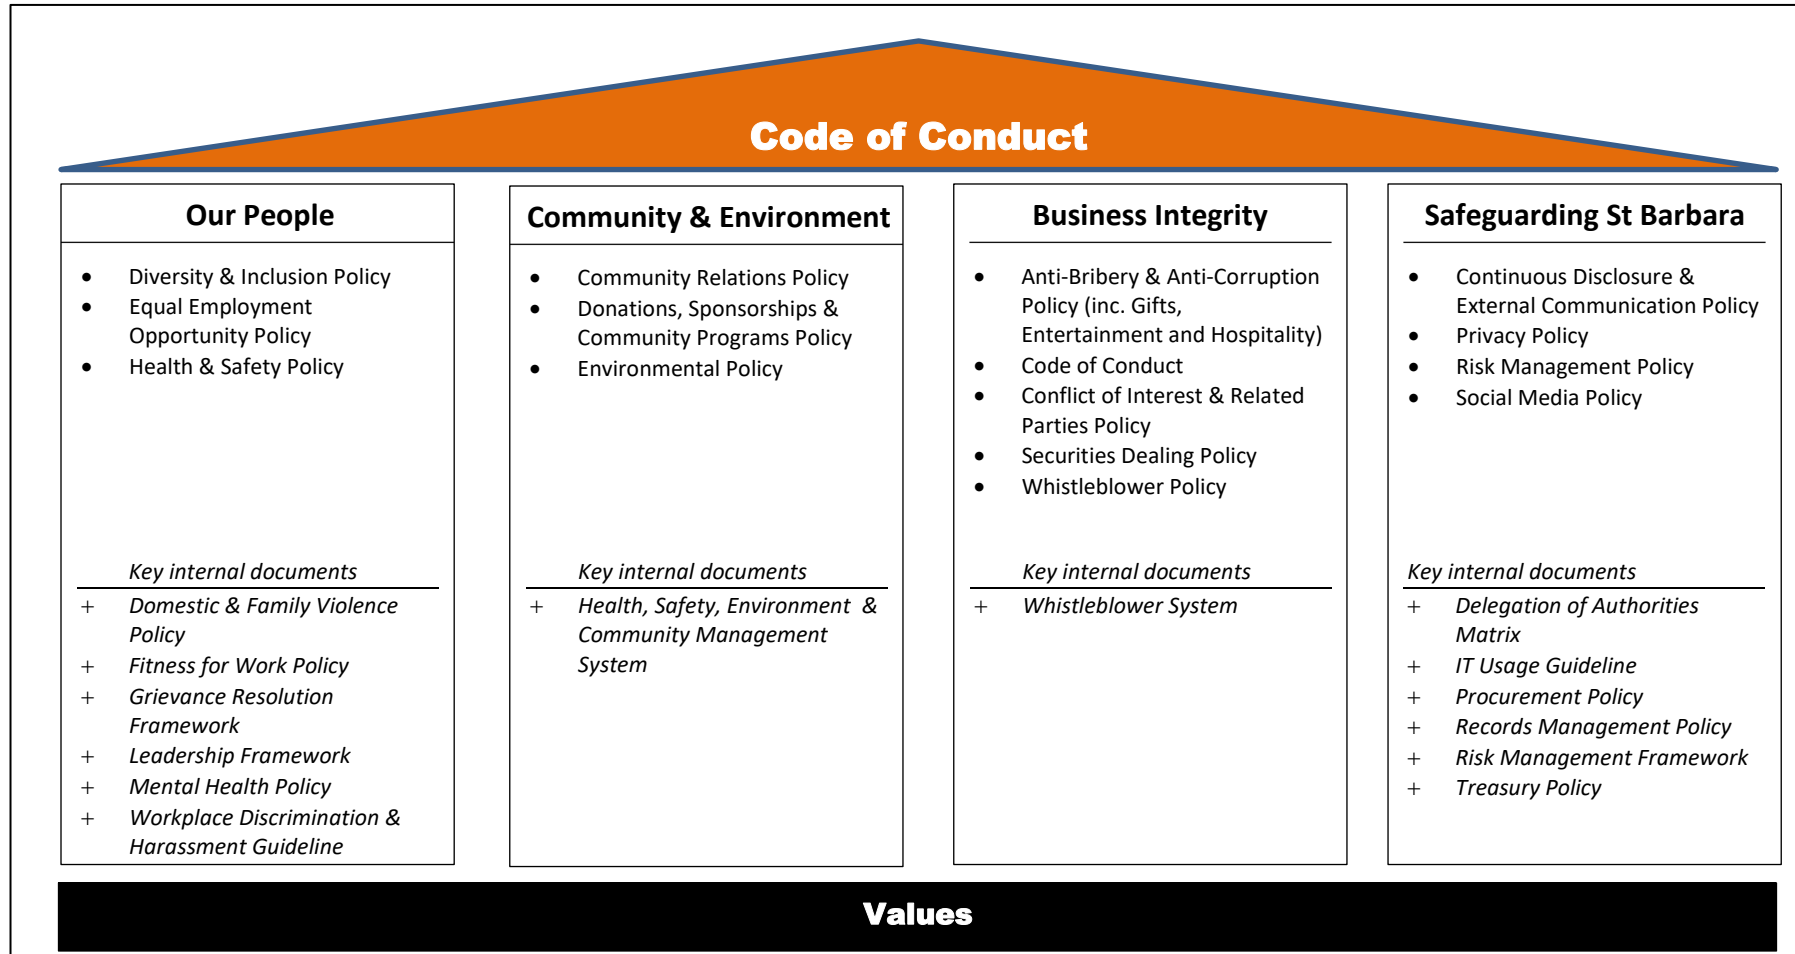 Code of Conduct
Our People
• Diversity & Inclusion Policy
• Equal Employment
Opportunity Policy
• Health & Safety Policy
Key internal documents
+ Domestic & Family Violence
Policy
+ Fitness for Work Policy
+ Grievance Resolution
Framework
+ Leadership Framework
+ Mental Health Policy
+ Workplace Discrimination &
Harassment Guideline
Community & Environment
• Community Relations Policy
• Donations, Sponsorships &
Community Programs Policy
• Environmental Policy
Key internal documents
+ Health, Safety, Environment &
Community Management
System
Business Integrity
• Anti-Bribery & Anti-Corruption
Policy (inc. Gifts,
Entertainment and Hospitality)
• Code of Conduct
• Conflict of Interest & Related
Parties Policy
• Securities Dealing Policy
• Whistleblower Policy
Key internal documents
+ Whistleblower System
Safeguarding St Barbara
• Continuous Disclosure &
External Communication Policy
• Privacy Policy
• Risk Management Policy
• Social Media Policy
Key internal documents
+ Delegation of Authorities
Matrix
+ IT Usage Guideline
+ Procurement Policy
+ Records Management Policy
+ Risk Management Framework
+ Treasury Policy
Values